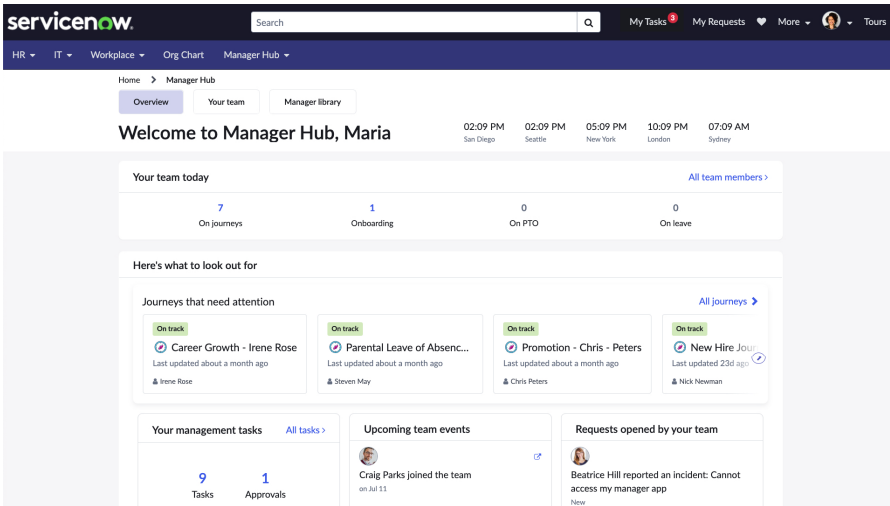 servicenow.
Search
My Tasks 3 My Requests More Tours
HR IT Workplace Org Chart Manager Hub
Home Manager Hub
Overview Your team Manager library
Welcome to Manager Hub, Maria
02:09 PM 02:09 PM 05:09 PM 10:09 PM 07:09 AM
San Diego Seattle New York London Sydney
Your team today All team members >
7 1 0 0
On journeys Onboarding On PTO On leave
Here's what to look out for
Journeys that need attention All journeys >
On track On track On track On track
Career Growth - Irene Rose Parental Leave of Absenc... Promotion - Chris - Peters New Hire Jour
Last updated about a month ago Last updated about a month ago Last updated about a month ago Last updated 23d ago
Irene Rose Steven May Chris Peters Nick Newman
Your management tasks All tasks >
9 1
Tasks Approvals
Upcoming team events
Craig Parks joined the team
on Jul 11
Requests opened by your team
Beatrice Hill reported an incident: Cannot
access my manager app
New